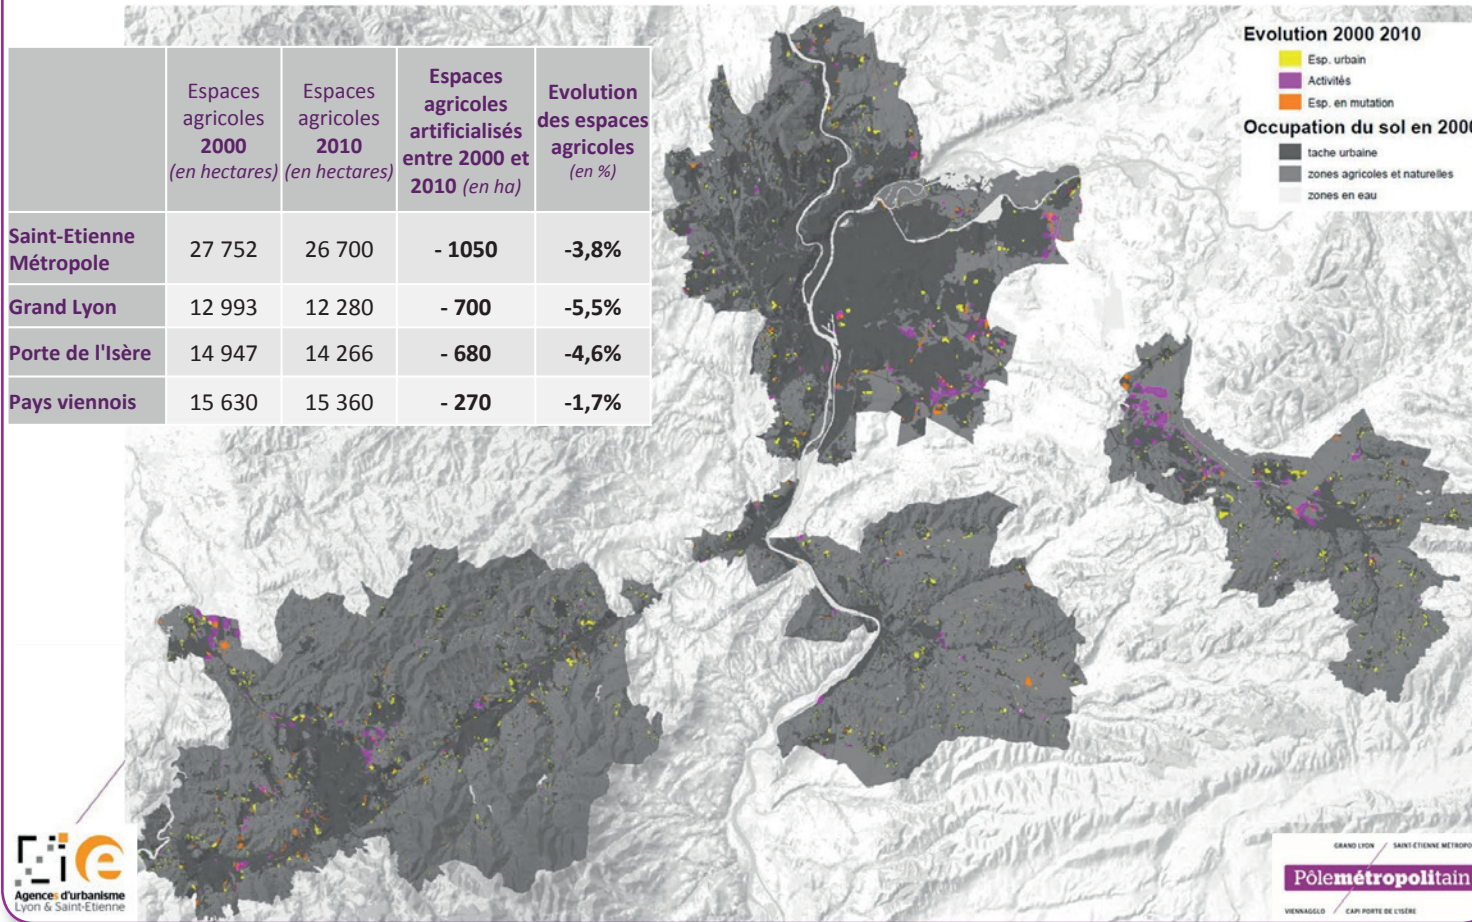 Espaces
agricoles
2000
(en hectares)
Espaces
agricoles
2010
(en hectares)
Espaces
agricoles
artificialisés
entre 2000 et
2010 (en ha)
Evolution
des espaces
agricoles
(en %)
Saint-Etienne
Métropole
27 752
26 700
- 1050
-3,8%
Grand Lyon
12 993
12 280
- 700
-5,5%
Porte de l'Isère
14 947
14 266
- 680
-4,6%
Pays viennois
15 630
15 360
- 270
-1,7%
Evolution 2000 2010
Esp. urbain
Activités
Esp. en mutation
Occupation du sol en 2000
tache urbaine
zones agricoles et naturelles
zones en eau
Agences d'urbanisme
Lyon & Saint-Etienne
GRAND LYON / SAINT-ÉTIENNE MÉTROPO
Pôlemétropolitain
VIENNAGGLO / CAPI PORTE DE L'ISÈRE